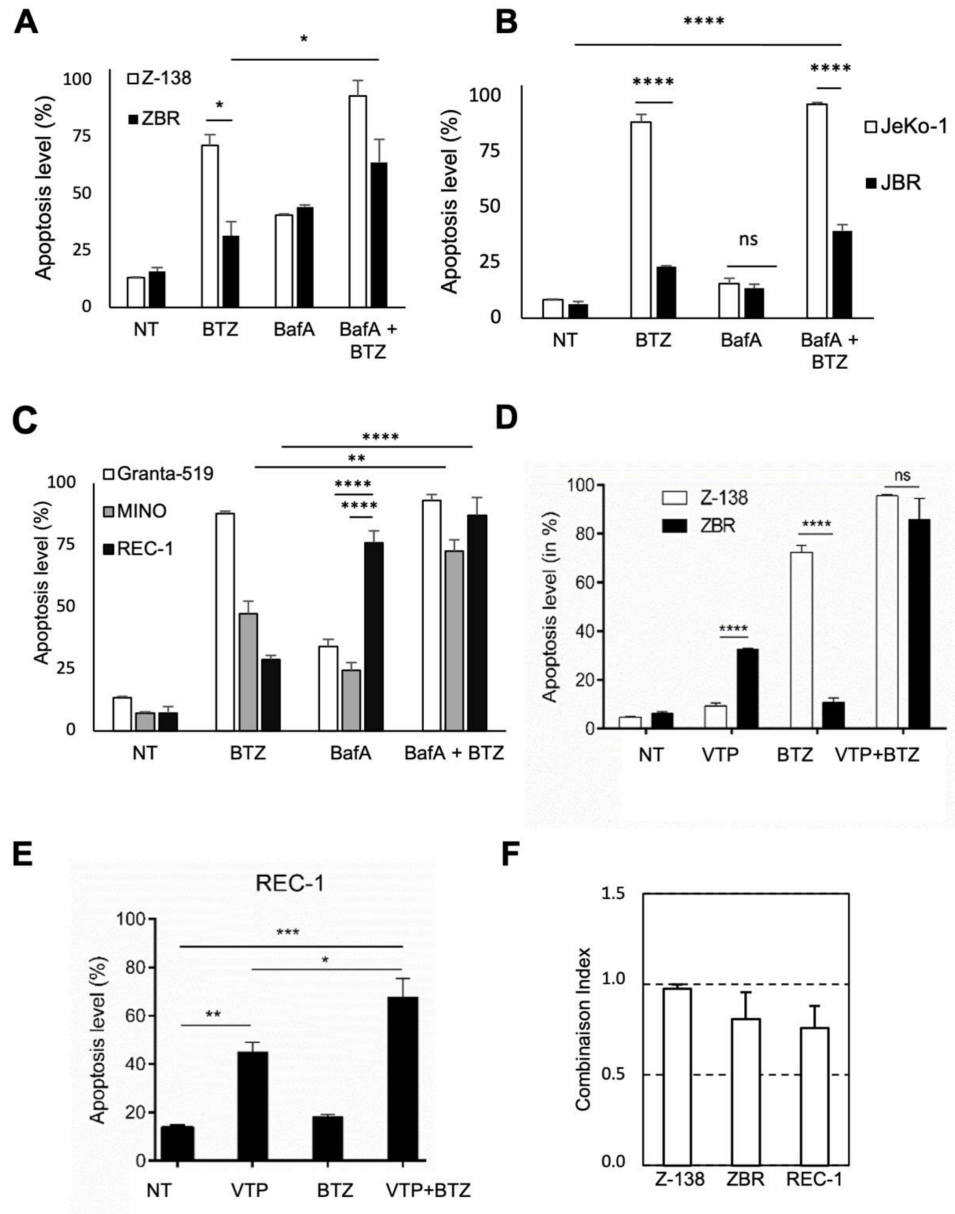 A
*
100
Z-138
ZBR
*
75
50
25
0
Apoptosis level (%)
NT
BTZ
BafA
BafA +
BTZ
B
****
****
****
100
JeKo-1
JBR
75
50
ns
25
0
Apoptosis level (%)
NT
BTZ
BafA
BafA +
BTZ
C
****
**
100
Granta-519
MINO
REC-1
****
****
75
50
25
0
Apoptosis level (%)
NT
BTZ
BafA
BafA + BTZ
D
100
Z-138
ZBR
ns
****
80
60
40
****
20
0
Apoptosis level (in %)
NT
VTP
BTZ
VTP+BTZ
E
REC-1
100
***
80
*
60
**
40
20
0
Apoptosis level (%)
NT
VTP
BTZ
VTP+BTZ
F
1.5
1.0
0.5
0.0
Combinaison Index
Z-138
ZBR
REC-1